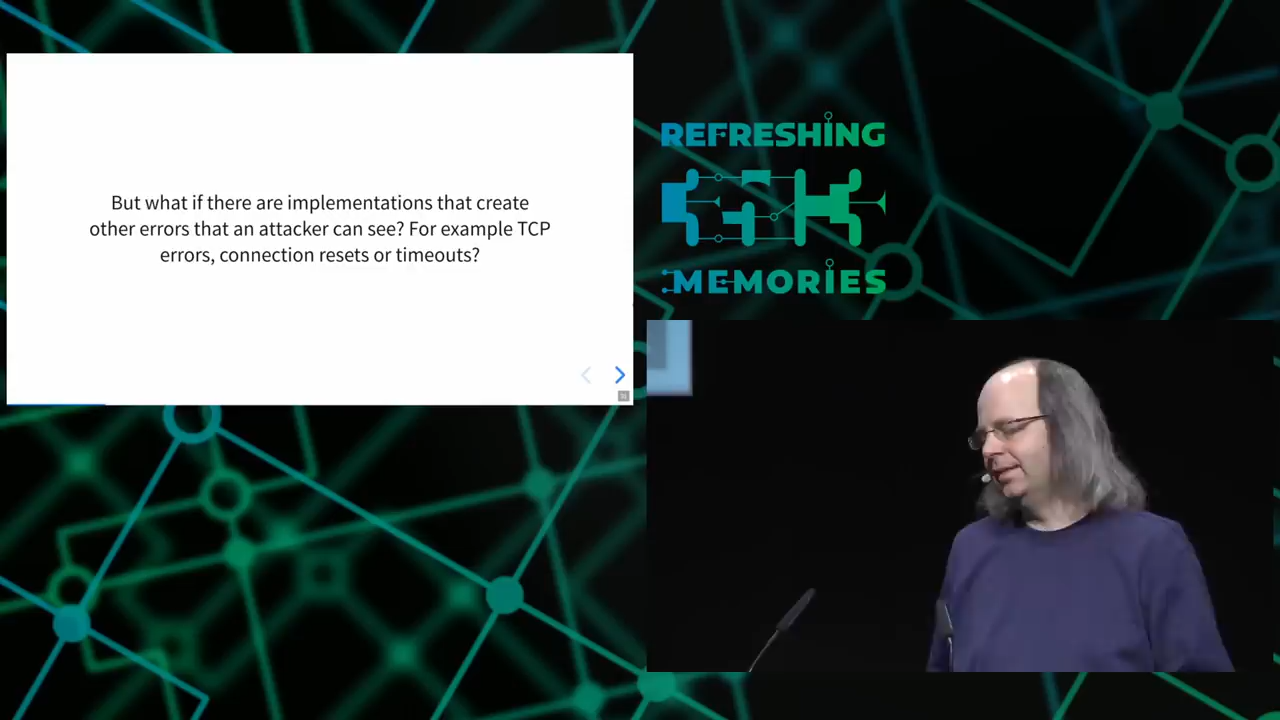 But what if there are implementations that create
other errors that an attacker can see? For example TCP
errors, connection resets or timeouts?
REFRESHING
MEMORIES